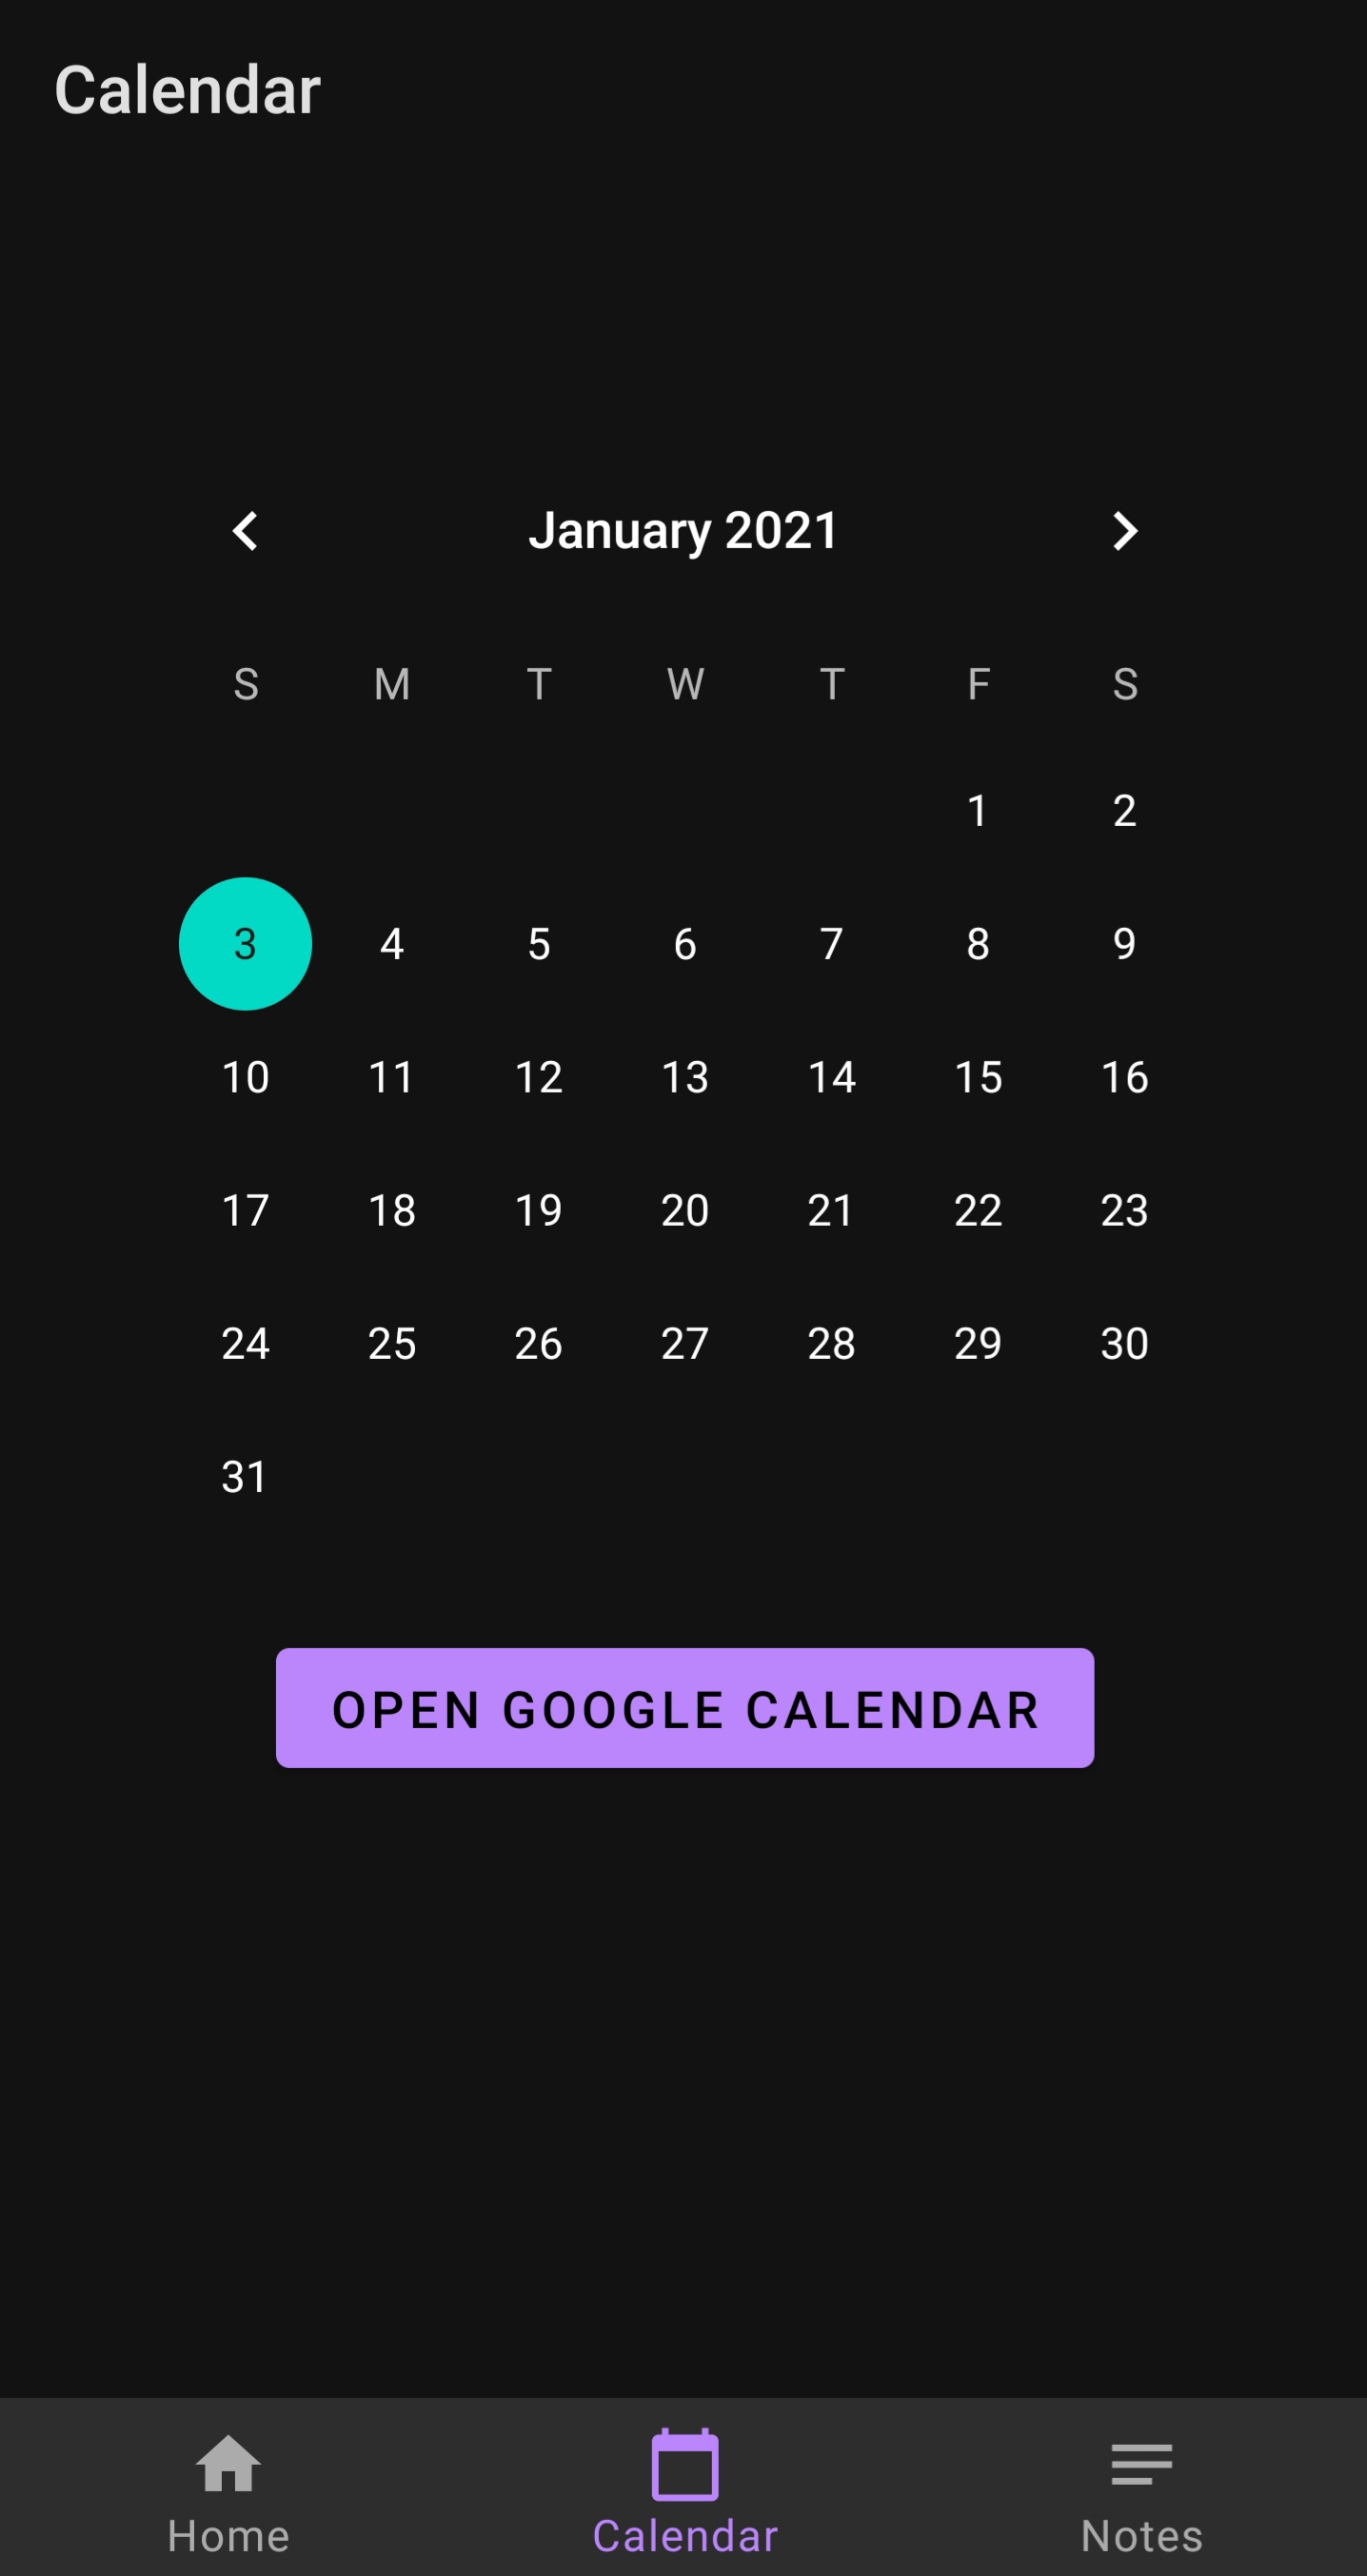 Calendar
January 2021
S M T W T F S
1 2
3 4 5 6 7 8 9
10 11 12 13 14 15 16
17 18 19 20 21 22 23
24 25 26 27 28 29 30
31
OPEN GOOGLE CALENDAR
Home Calendar Notes